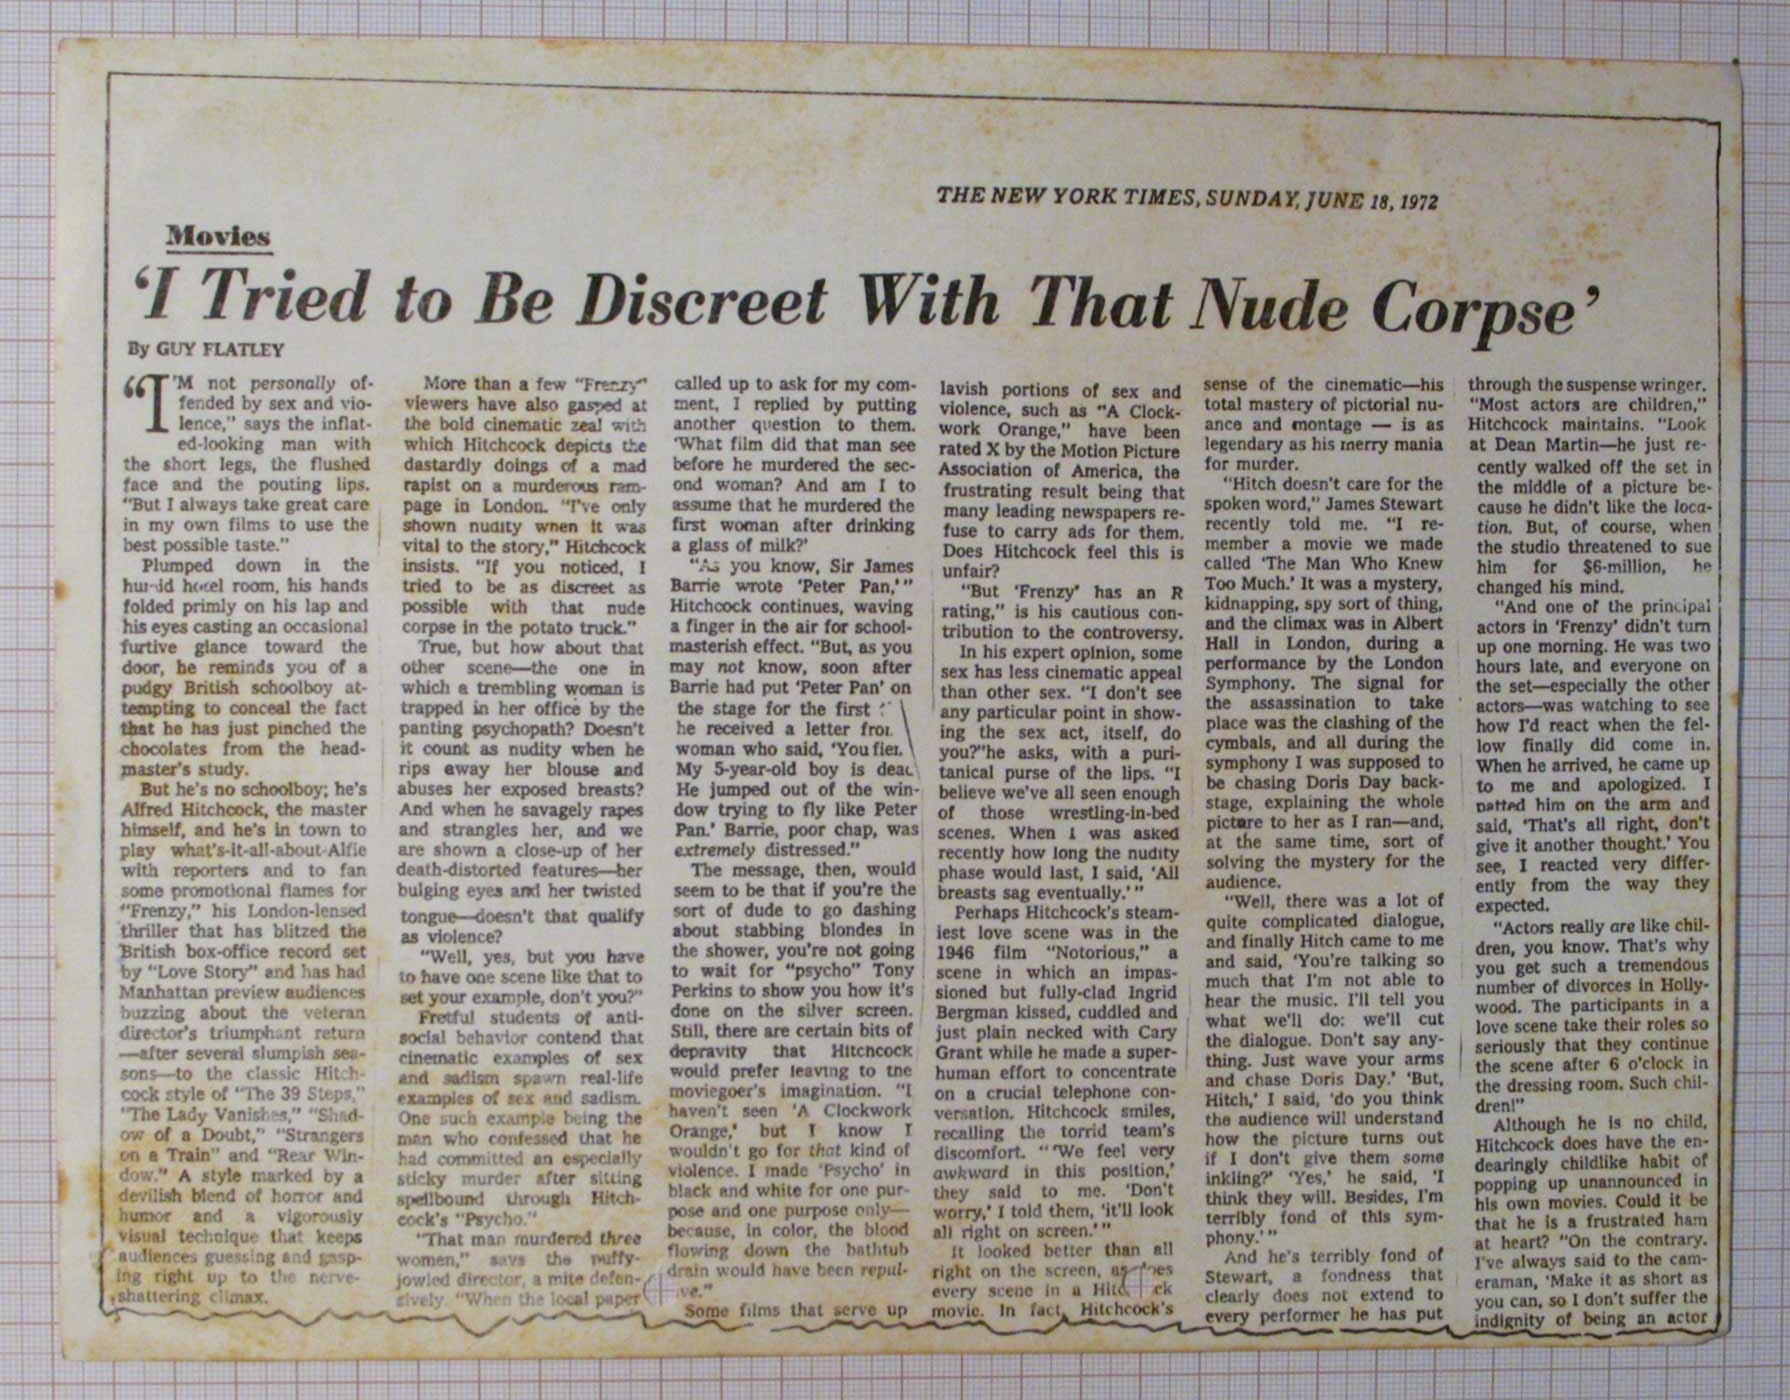 THE NEW YORK TIMES, SUNDAY, JUNE 18, 1972
Movies
‘I Tried to Be Discreet With That Nude Corpse’
By GUY FLATLEY
“I'M not personally of-
fended by sex and vio-
lence,” says the inflat-
ed-looking man with
the short legs, the flushed
face and the pouting lips.
“But I always take great care
in my own films to use the
best possible taste.”
Plumped down in the
humid hotel room, his hands
folded primly on his lap and
his eyes casting an occasional
furtive glance toward the
door, he reminds you of a
pudgy British schoolboy at-
tempting to conceal the fact
that he has just pinched the
chocolates from the head-
master's study.
But he's no schoolboy; he's
Alfred Hitchcock, the master
himself, and he's in town to
play what's-it-all-about-Alfie
with reporters and to fan
some promotional flames for
“Frenzy,” his London-lensed
thriller that has blitzed the
British box-office record set
by “Love Story” and has had
Manhattan preview audiences
buzzing about the veteran
director's triumphant return
—after several slumpish sea-
sons—to the classic Hitch-
cock style of “The 39 Steps,”
“The Lady Vanishes,” “Shad-
ow of a Doubt,” “Strangers
on a Train” and “Rear Win-
dow.” A style marked by a
devilish blend of horror and
humor and a vigorously
visual technique that keeps
audiences guessing and gasp-
ing right up to the nerve-
shattering climax.
More than a few “Frenzy”
viewers have also gasped at
the bold cinematic zeal with
which Hitchcock depicts the
dastardly doings of a mad
rapist on a murderous ram-
page in London. “I've only
shown nudity when it was
vital to the story,” Hitchcock
insists. “If you noticed, I
tried to be as discreet as
possible with that nude
corpse in the potato truck.”
True, but how about that
other scene—the one in
which a trembling woman is
trapped in her office by the
panting psychopath? Doesn't
it count as nudity when he
rips away her blouse and
abuses her exposed breasts?
And when he savagely rapes
and strangles her, and we
are shown a close-up of her
death-distorted features—her
bulging eyes and her twisted
tongue—doesn't that qualify
as violence?
“Well, yes, but you have
to have one scene like that to
set your example, don't you?”
Fretful students of anti-
social behavior contend that
cinematic examples of sex
and sadism spawn real-life
examples of sex and sadism.
One such example being the
man who confessed that he
had committed an especially
sticky murder after sitting
spellbound through Hitch-
cock's “Psycho.”
“That man murdered three
women,” says the puffy-
jowled director, a mite defen-
sively. “When the local paper
called up to ask for my com-
ment, I replied by putting
another question to them.
‘What film did that man see
before he murdered the sec-
ond woman? And am I to
assume that he murdered the
first woman after drinking
a glass of milk?’
“As you know, Sir James
Barrie wrote ‘Peter Pan,’”
Hitchcock continues, waving
a finger in the air for school-
masterish effect. “But, as you
may not know, soon after
Barrie had put ‘Peter Pan’ on
the stage for the first
he received a letter from
woman who said, ‘You
My 5-year-old boy is dead
He jumped out of the win-
dow trying to fly like Peter
Pan.’ Barrie, poor chap, was
extremely distressed.”
The message, then, would
seem to be that if you're the
sort of dude to go dashing
about stabbing blondes in
the shower, you're not going
to wait for “psycho” Tony
Perkins to show you how it's
done on the silver screen.
Still, there are certain bits of
depravity that Hitchcock
would prefer leaving to the
moviegoer's imagination. “I
haven't seen ‘A Clockwork
Orange,’ but I know I
wouldn't go for that kind of
violence. I made ‘Psycho’ in
black and white for one pur-
pose and one purpose only—
because, in color, the blood
flowing down the bathtub
drain would have been repul-
ive.”
Some films that serve up
lavish portions of sex and
violence, such as “A Clock-
work Orange,” have been
rated X by the Motion Picture
Association of America, the
frustrating result being that
many leading newspapers re-
fuse to carry ads for them.
Does Hitchcock feel this is
unfair?
“But ‘Frenzy’ has an R
rating,” is his cautious con-
tribution to the controversy.
In his expert opinion, some
sex has less cinematic appeal
than other sex. “I don't see
any particular point in show-
ing the sex act, itself, do
you?”he asks, with a puri-
tanical purse of the lips. “I
believe we've all seen enough
of those wrestling-in-bed
scenes. When I was asked
recently how long the nudity
phase would last, I said, ‘All
breasts sag eventually.’”
Perhaps Hitchcock's steam-
iest love scene was in the
1946 film “Notorious,” a
scene in which an impas-
sioned but fully-clad Ingrid
Bergman kissed, cuddled and
just plain necked with Cary
Grant while he made a super-
human effort to concentrate
on a crucial telephone con-
versation. Hitchcock smiles,
recalling the torrid team's
discomfort. “‘We feel very
awkward in this position,’
they said to me. ‘Don't
worry,’ I told them, ‘it'll look
all right on screen.’”
It looked better than all
right on the screen, as does
every scene in a Hitchcock
movie. In fact, Hitchcock's
sense of the cinematic—his
total mastery of pictorial nu-
ance and montage — is as
legendary as his merry mania
for murder.
“Hitch doesn't care for the
spoken word,” James Stewart
recently told me. “I re-
member a movie we made
called ‘The Man Who Knew
Too Much.’ It was a mystery,
kidnapping, spy sort of thing,
and the climax was in Albert
Hall in London, during a
performance by the London
Symphony. The signal for
the assassination to take
place was the clashing of the
cymbals, and all during the
symphony I was supposed to
be chasing Doris Day back-
stage, explaining the whole
picture to her as I ran—and,
at the same time, sort of
solving the mystery for the
audience.
“Well, there was a lot of
quite complicated dialogue,
and finally Hitch came to me
and said, ‘You're talking so
much that I'm not able to
hear the music. I'll tell you
what we'll do: we'll cut
the dialogue. Don't say any-
thing. Just wave your arms
and chase Doris Day.’ ‘But,
Hitch,’ I said, ‘do you think
the audience will understand
how the picture turns out
if I don't give them some
inkling?’ ‘Yes,’ he said, ‘I
think they will. Besides, I'm
terribly fond of this sym-
phony.’”
And he's terribly fond of
Stewart, a fondness that
clearly does not extend to
every performer he has put
through the suspense wringer.
“Most actors are children,”
Hitchcock maintains. “Look
at Dean Martin—he just re-
cently walked off the set in
the middle of a picture be-
cause he didn't like the loca-
tion. But, of course, when
the studio threatened to sue
him for $6-million, he
changed his mind.
“And one of the principal
actors in ‘Frenzy’ didn't turn
up one morning. He was two
hours late, and everyone on
the set—especially the other
actors—was watching to see
how I'd react when the fel-
low finally did come in.
When he arrived, he came up
to me and apologized. I
patted him on the arm and
said, ‘That's all right, don't
give it another thought.’ You
see, I reacted very differ-
ently from the way they
expected.
“Actors really are like chil-
dren, you know. That's why
you get such a tremendous
number of divorces in Holly-
wood. The participants in a
love scene take their roles so
seriously that they continue
the scene after 6 o'clock in
the dressing room. Such chil-
dren!”
Although he is no child,
Hitchcock does have the en-
dearingly childlike habit of
popping up unannounced in
his own movies. Could it be
that he is a frustrated ham
at heart? “On the contrary.
I've always said to the cam-
eraman, ‘Make it as short as
you can, so I don't suffer the
indignity of being an actor